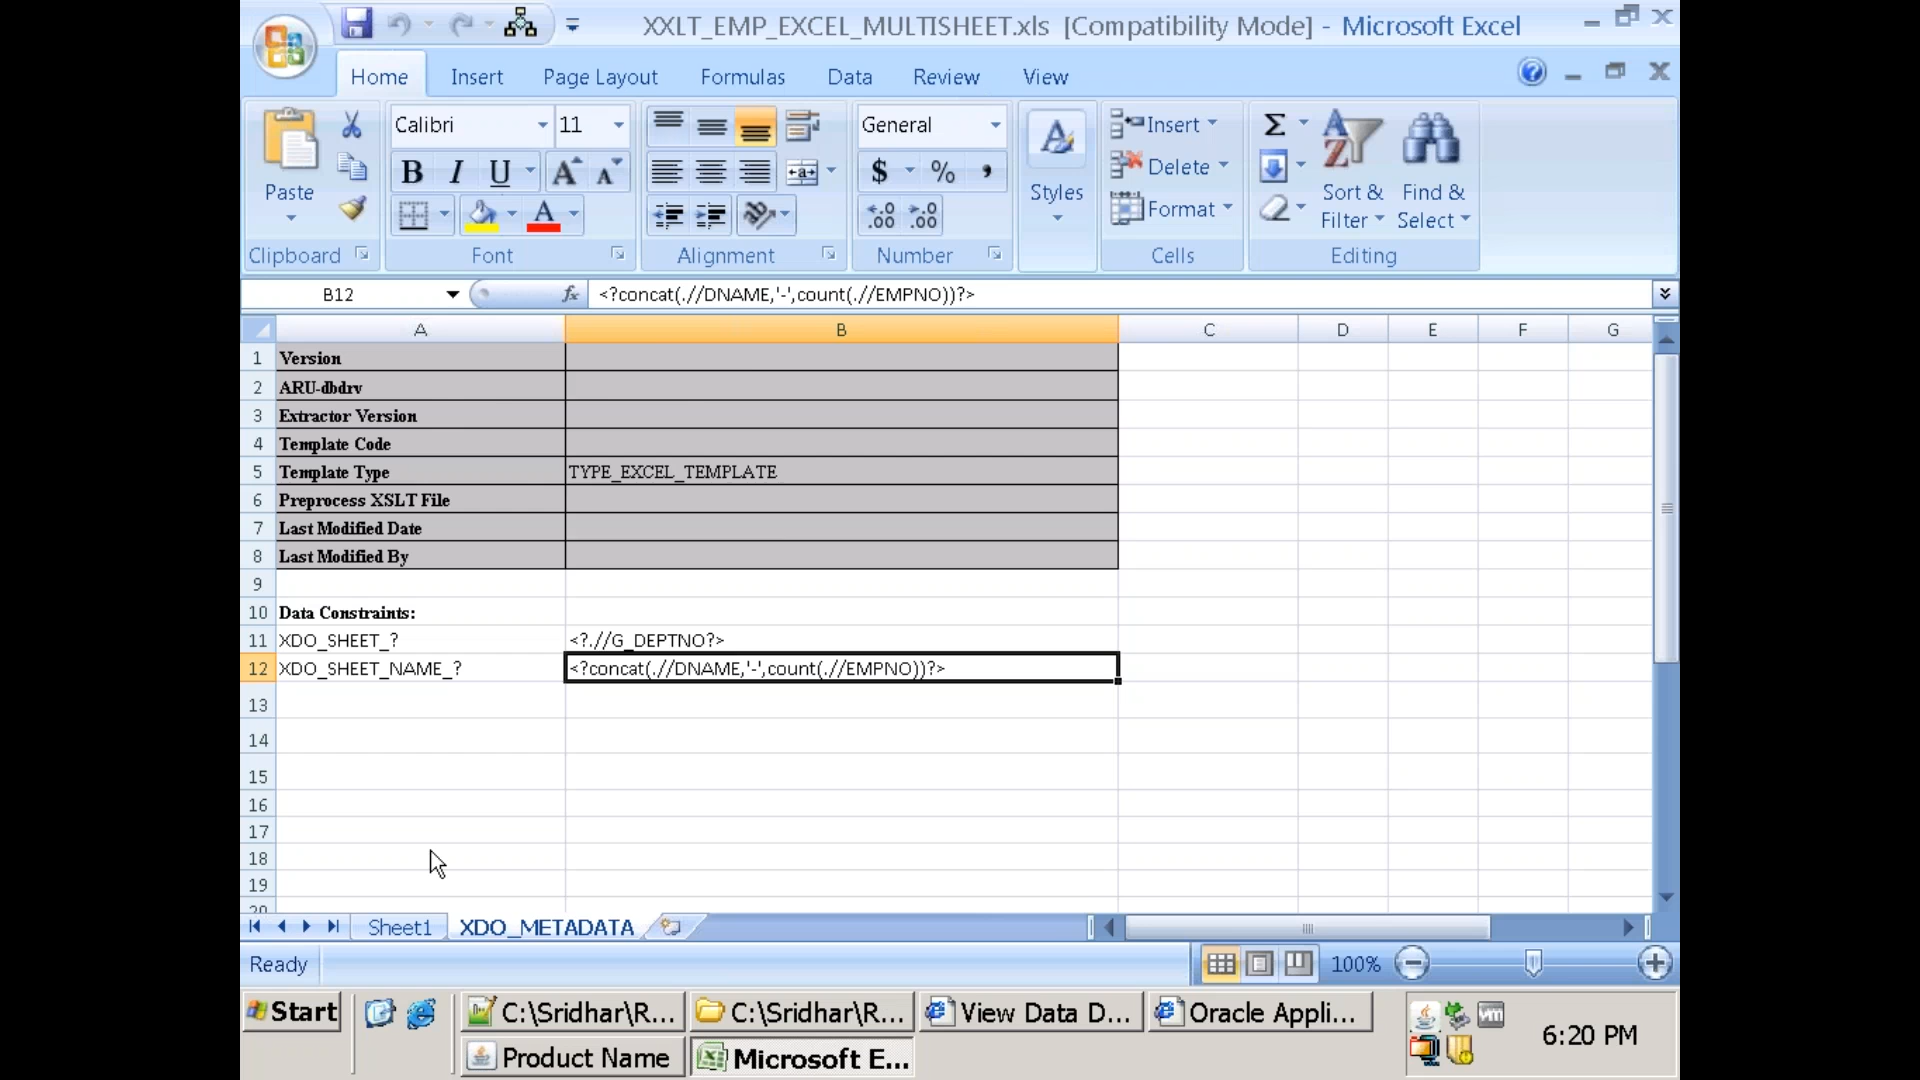 XXLT_EMP_EXCEL_MULTISHEET.xls [Compatibility Mode] - Microsoft Excel
Home Insert Page Layout Formulas Data Review View
Calibri 11 General
Paste
B I U A A $ % ,
Styles
Insert
Delete
Format
Σ
Sort & Filter
Find & Select
Clipboard Font Alignment Number Cells Editing
B12 fx <?concat(.//DNAME,'-',count(.//EMPNO))?>
A B C D E F G
1 Version
2 ARU-dbdrv
3 Extractor Version
4 Template Code
5 Template Type TYPE_EXCEL_TEMPLATE
6 Preprocess XSLT File
7 Last Modified Date
8 Last Modified By
9
10 Data Constraints:
11 XDO_SHEET_? <?.//G_DEPTNO?>
12 XDO_SHEET_NAME_? <?concat(.//DNAME,'-',count(.//EMPNO))?>
13
14
15
16
17
18
19
20
Sheet1 XDO_METADATA
Ready 100%
Start C:\Sridhar\R... C:\Sridhar\R... View Data D... Oracle Appli...
Product Name Microsoft E... 6:20 PM